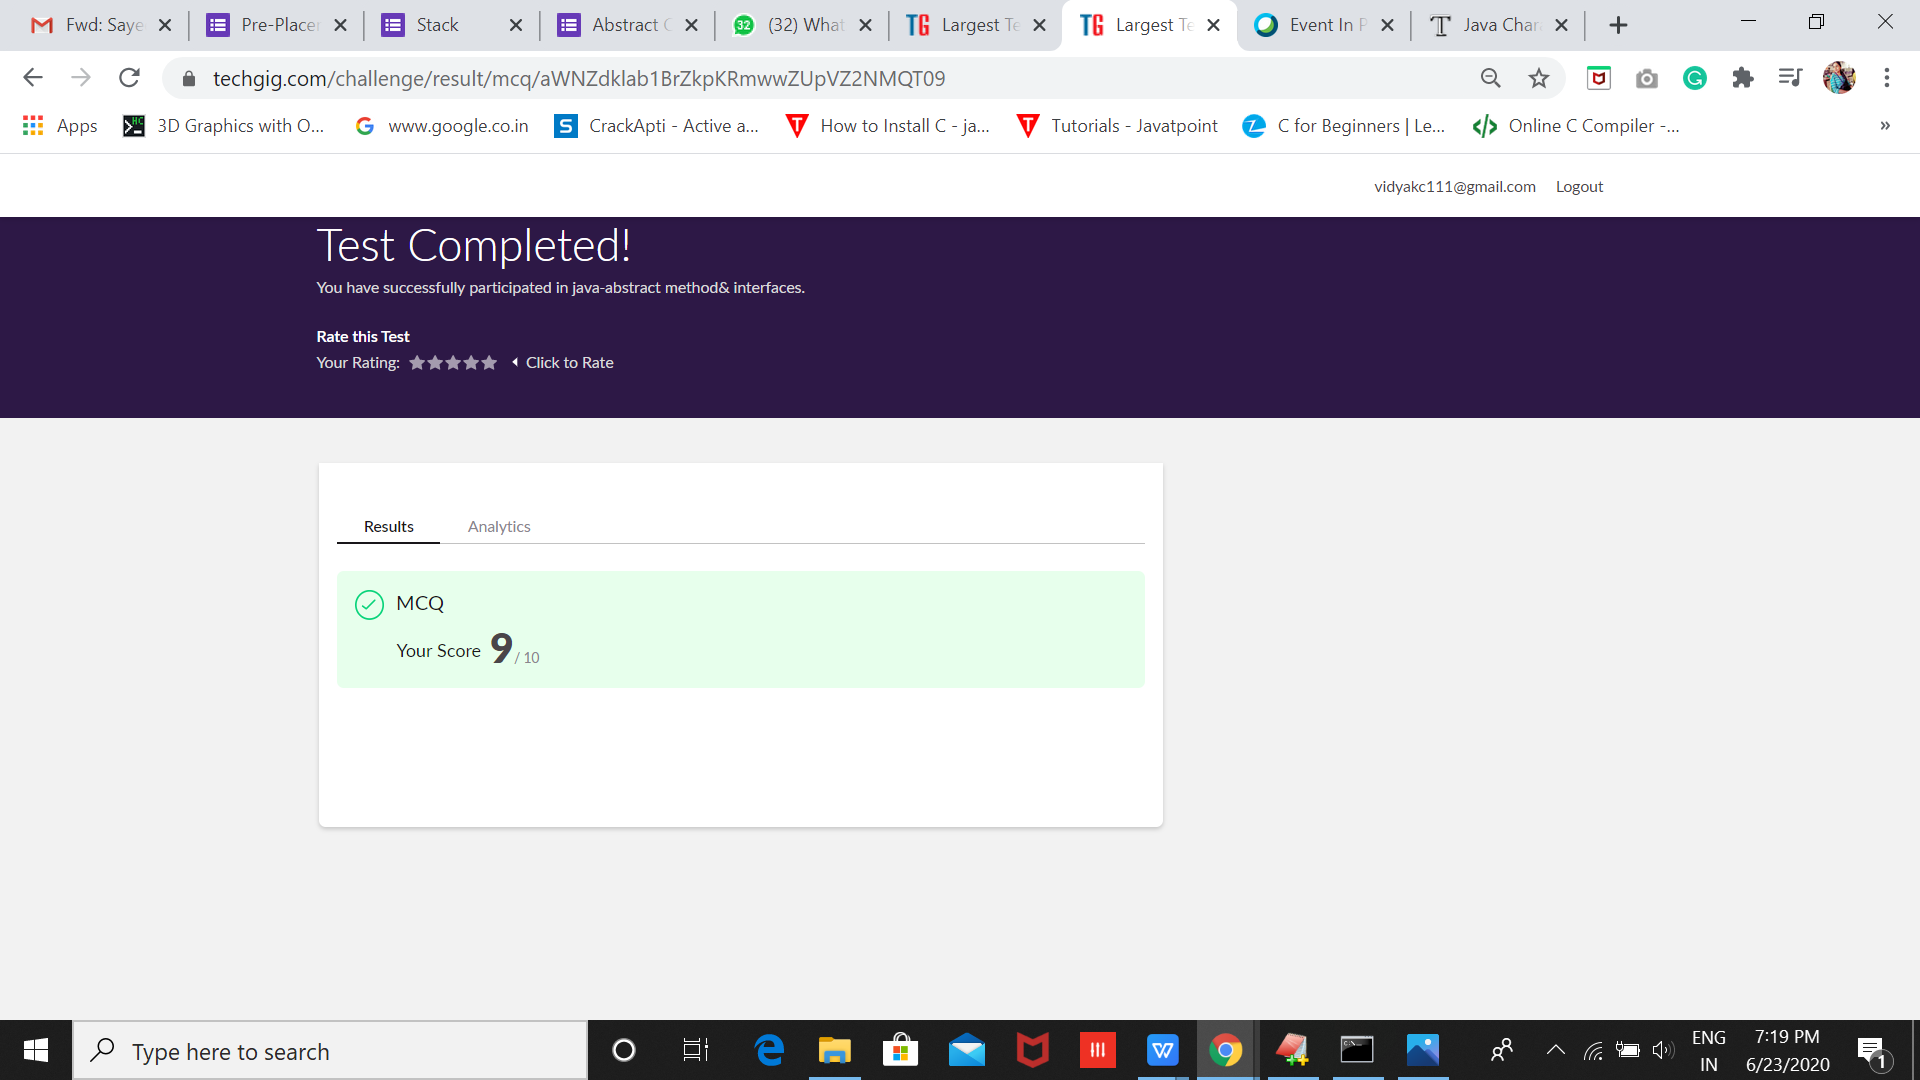 Fwd: Saye
Pre-Placer
Stack
Abstract C
(32) What
Largest Te
Largest Te
Event In P
Java Char
techgig.com/challenge/result/mcq/aWNZdklab1BrZkpKRmwwZUpVZ2NMQT09
Apps
3D Graphics with O...
www.google.co.in
CrackApti - Active a...
How to Install C - ja...
Tutorials - Javatpoint
C for Beginners | Le...
Online C Compiler -...
»
vidyakc111@gmail.com Logout
Test Completed!
You have successfully participated in java-abstract method& interfaces.
Rate this Test
Your Rating: Click to Rate
Results Analytics
MCQ
Your Score 9 / 10
Type here to search
ENG
IN
7:19 PM
6/23/2020
1